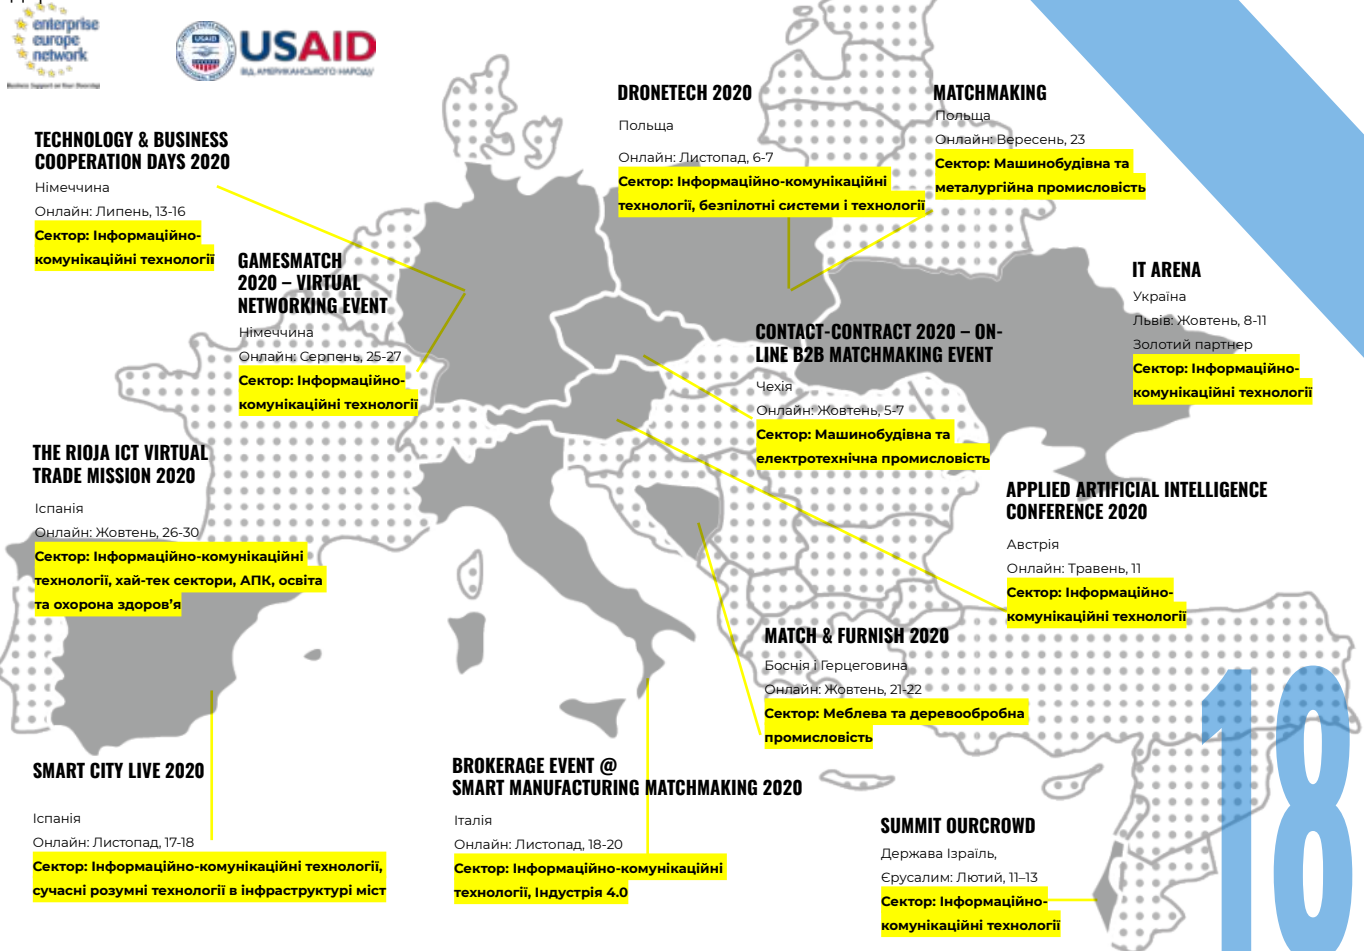 enterprise
europe
network
Business Support on Your Doorstep
USAID
ВІД АМЕРИКАНСЬКОГО НАРОДУ
TECHNOLOGY & BUSINESS
COOPERATION DAYS 2020
Німеччина
Онлайн: Липень, 13-16
Сектор: Інформаційно-
комунікаційні технології
GAMESMATCH
2020 – VIRTUAL
NETWORKING EVENT
Німеччина
Онлайн: Серпень, 25-27
Сектор: Інформаційно-
комунікаційні технології
DRONETECH 2020
Польща
Онлайн: Листопад, 6-7
Сектор: Інформаційно-комунікаційні
технології, безпілотні системи і технології
MATCHMAKING
Польща
Онлайн: Вересень, 23
Сектор: Машинобудівна та
металургійна промисловість
IT ARENA
Україна
Львів: Жовтень, 8-11
Золотий партнер
Сектор: Інформаційно-
комунікаційні технології
CONTACT-CONTRACT 2020 – ON-
LINE B2B MATCHMAKING EVENT
Чехія
Онлайн: Жовтень, 5-7
Сектор: Машинобудівна та
електротехнічна промисловість
THE RIOJA ICT VIRTUAL
TRADE MISSION 2020
Іспанія
Онлайн: Жовтень, 26-30
Сектор: Інформаційно-комунікаційні
технології, хай-тек сектори, АПК, освіта
та охорона здоров’я
APPLIED ARTIFICIAL INTELLIGENCE
CONFERENCE 2020
Австрія
Онлайн: Травень, 11
Сектор: Інформаційно-
комунікаційні технології
MATCH & FURNISH 2020
Боснія і Герцеговина
Онлайн: Жовтень, 21-22
Сектор: Меблева та деревообробна
промисловість
SMART CITY LIVE 2020
Іспанія
Онлайн: Листопад, 17-18
Сектор: Інформаційно-комунікаційні технології,
сучасні розумні технології в інфраструктурі міст
BROKERAGE EVENT @
SMART MANUFACTURING MATCHMAKING 2020
Італія
Онлайн: Листопад, 18-20
Сектор: Інформаційно-комунікаційні
технології, Індустрія 4.0
SUMMIT OURCROWD
Держава Ізраїль,
Єрусалим: Лютий, 11–13
Сектор: Інформаційно-
комунікаційні технології
18